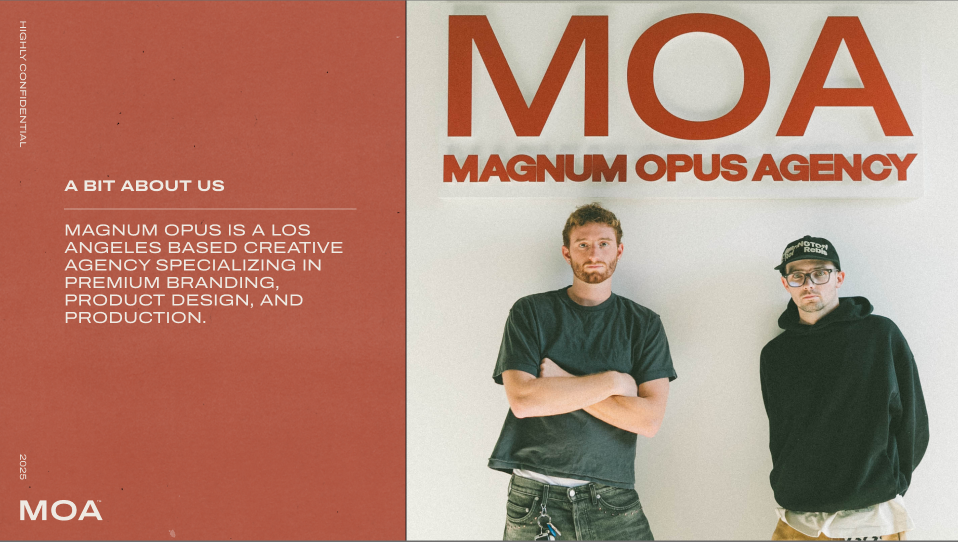 HIGHLY CONFIDENTIAL
A BIT ABOUT US
MAGNUM OPUS IS A LOS
ANGELES BASED CREATIVE
AGENCY SPECIALIZING IN
PREMIUM BRANDING,
PRODUCT DESIGN, AND
PRODUCTION.
2025
MOA™
MOA
MAGNUM OPUS AGENCY